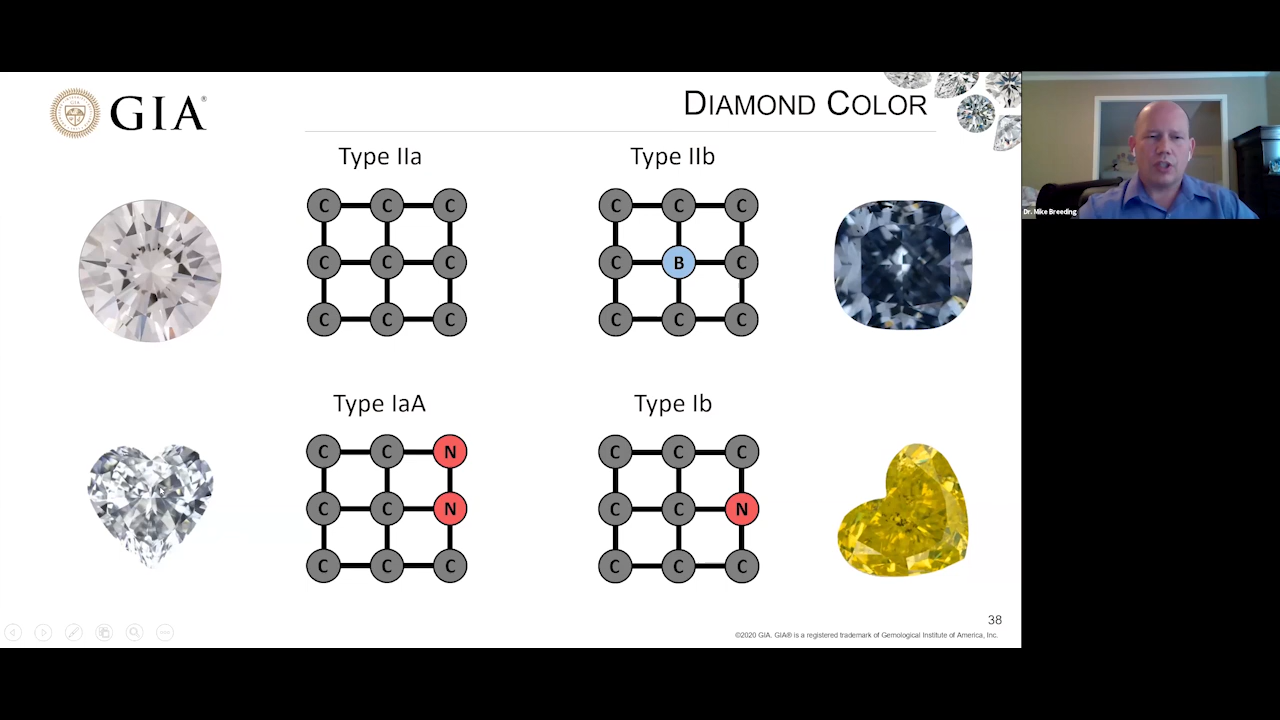 GIA®
DIAMOND COLOR
Type IIa
Type IIb
C C C
C C C
C C C
C C C
C B C
C C C
Type IaA
Type Ib
C C N
C C N
C C C
C C C
C C N
C C C
38
©2020 GIA. GIA® is a registered trademark of Gemological Institute of America, Inc.
Dr. Mike Breeding